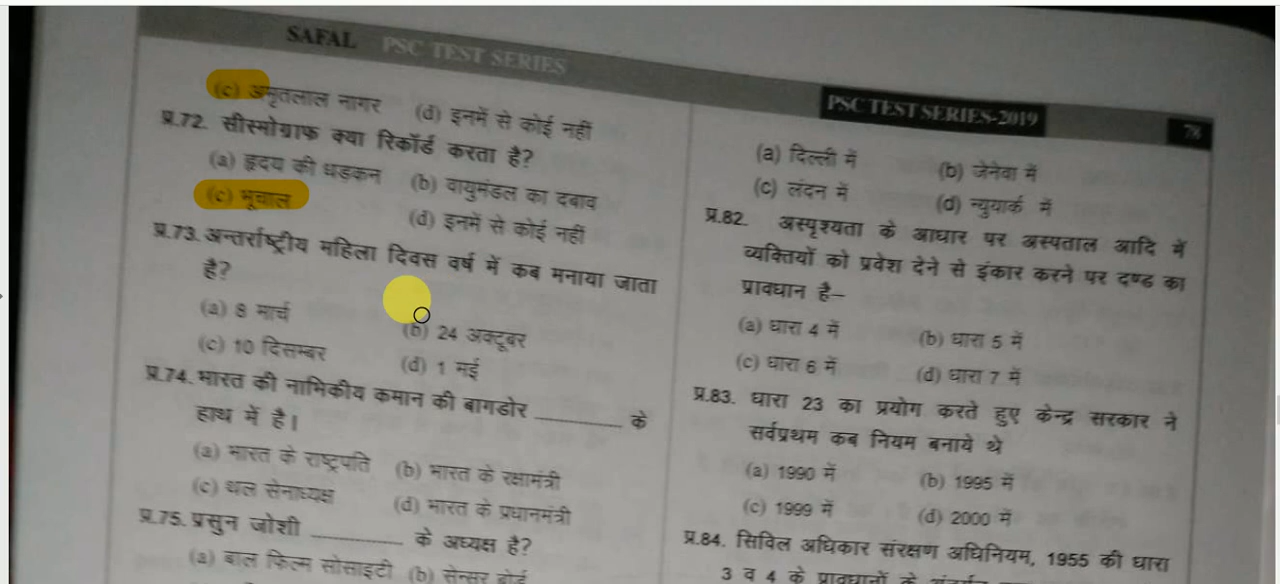 SAFAL PSC TEST SERIES
(c) अमृतलाल नागर (d) इनमें से कोई नहीं
प्र.72. सीस्मोग्राफ क्या रिकॉर्ड करता है?
(a) हृदय की धड़कन (b) वायुमंडल का दबाव
(c) भूचाल (d) इनमें से कोई नहीं
प्र.73. अन्तर्राष्ट्रीय महिला दिवस वर्ष में कब मनाया जाता
है?
(a) 8 मार्च (b) 24 अक्टूबर
(c) 10 दिसम्बर (d) 1 मई
प्र.74. भारत की नाभिकीय कमान की बागडोर ________ के
हाथ में है।
(a) भारत के राष्ट्रपति (b) भारत के रक्षामंत्री
(c) थल सेनाध्यक्ष (d) भारत के प्रधानमंत्री
प्र.75. प्रसुन जोशी ________ के अध्यक्ष है?
(a) बाल फिल्म सोसाइटी (b) सेन्सर बोर्ड
PSC TEST SERIES-2019 78
(a) दिल्ली में (b) जेनेवा में
(c) लंदन में (d) न्युयार्क में
प्र.82. अस्पृश्यता के आधार पर अस्पताल आदि में
व्यक्तियों को प्रवेश देने से इंकार करने पर दण्ड का
प्रावधान है–
(a) धारा 4 में (b) धारा 5 में
(c) धारा 6 में (d) धारा 7 में
प्र.83. धारा 23 का प्रयोग करते हुए केन्द्र सरकार ने
सर्वप्रथम कब नियम बनाये थे
(a) 1990 में (b) 1995 में
(c) 1999 में (d) 2000 में
प्र.84. सिविल अधिकार संरक्षण अधिनियम, 1955 की धारा
3 व 4 के प्रावधानों के